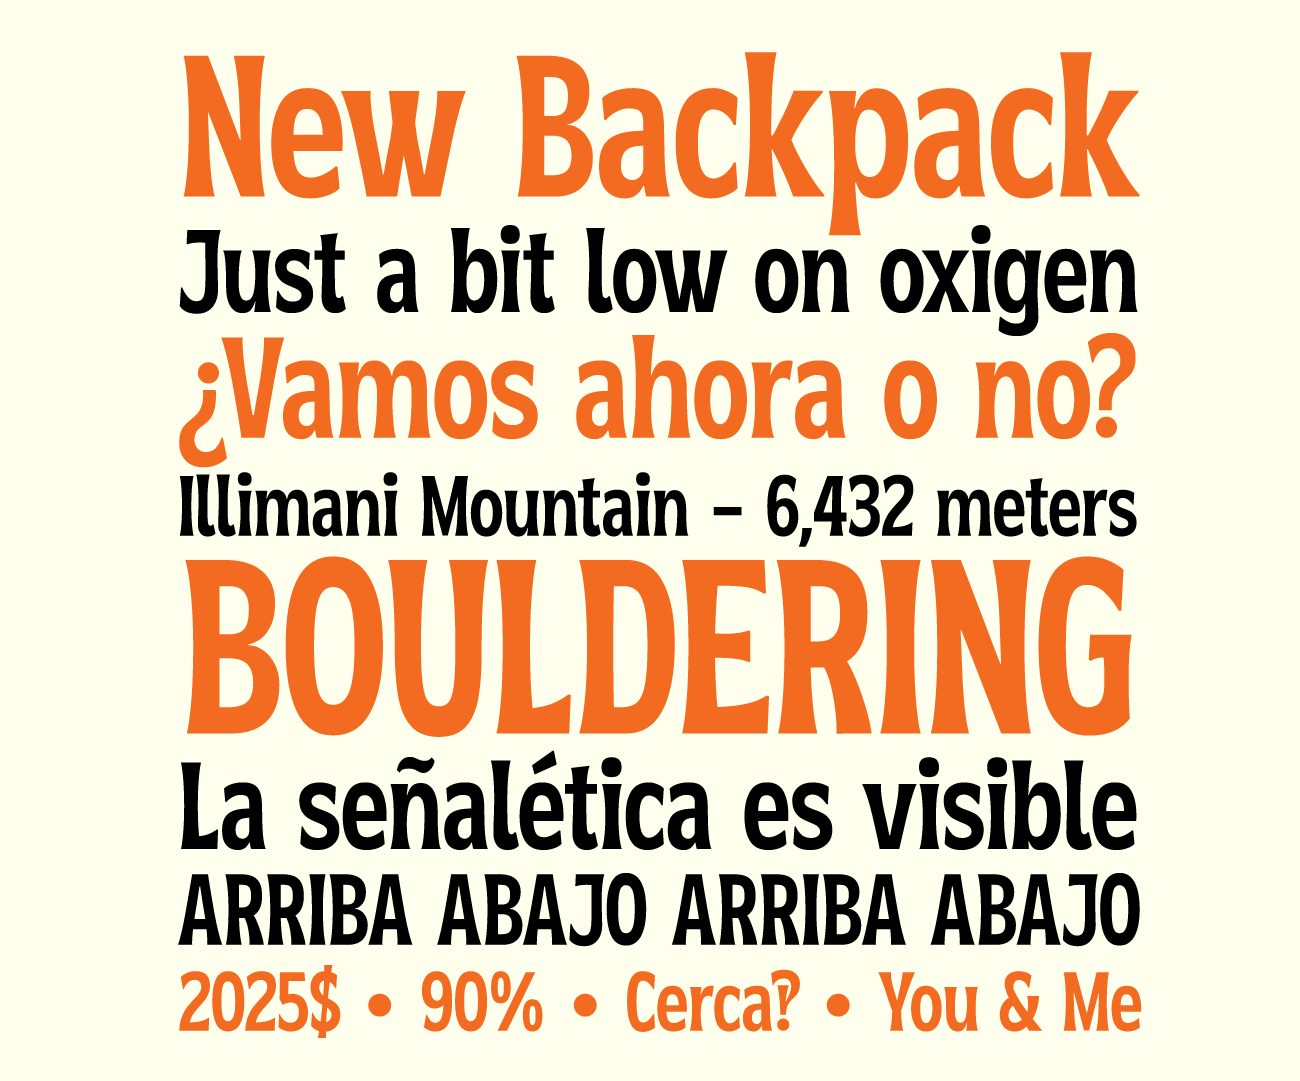 New Backpack
Just a bit low on oxigen
¿Vamos ahora o no?
Illimani Mountain – 6,432 meters
BOULDERING
La señalética es visible
ARRIBA ABAJO ARRIBA ABAJO
2025$ • 90% • Cerca‽ • You & Me